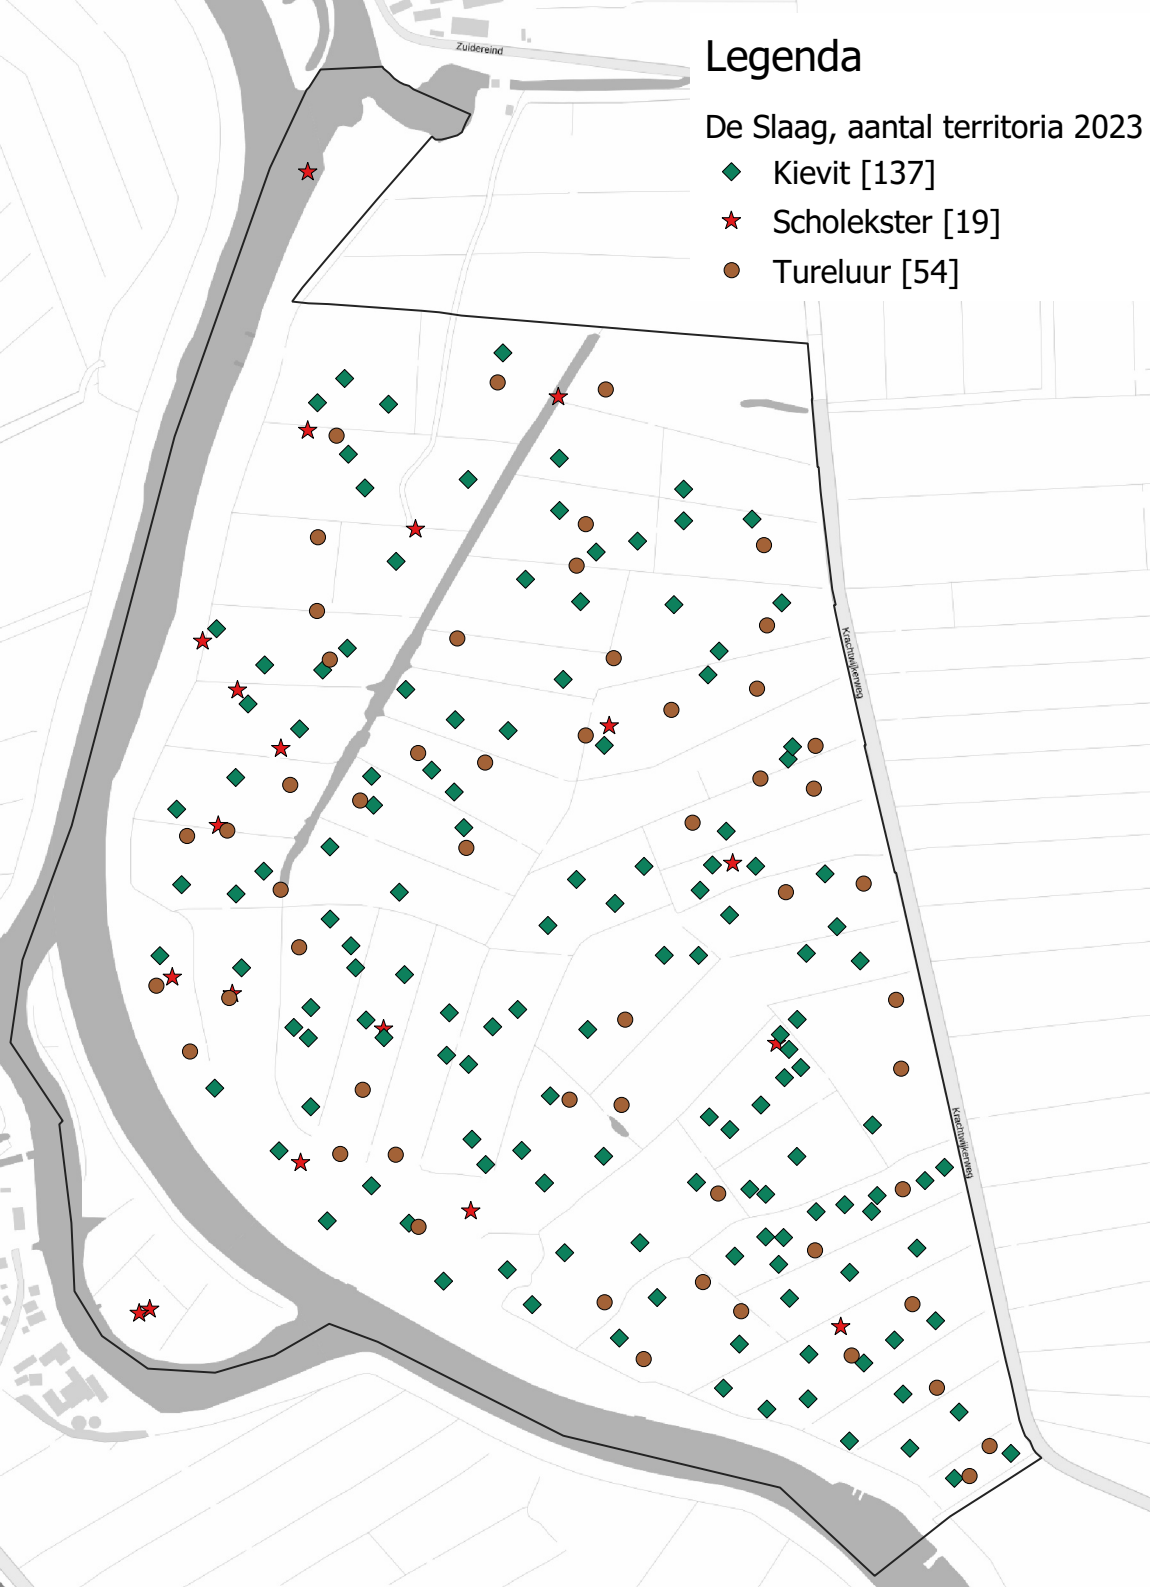 Zuidereind
Legenda
De Slaag, aantal territoria 2023
Kievit [137]
Scholekster [19]
Tureluur [54]
Krachtwijkerweg
Krachtwijkerweg